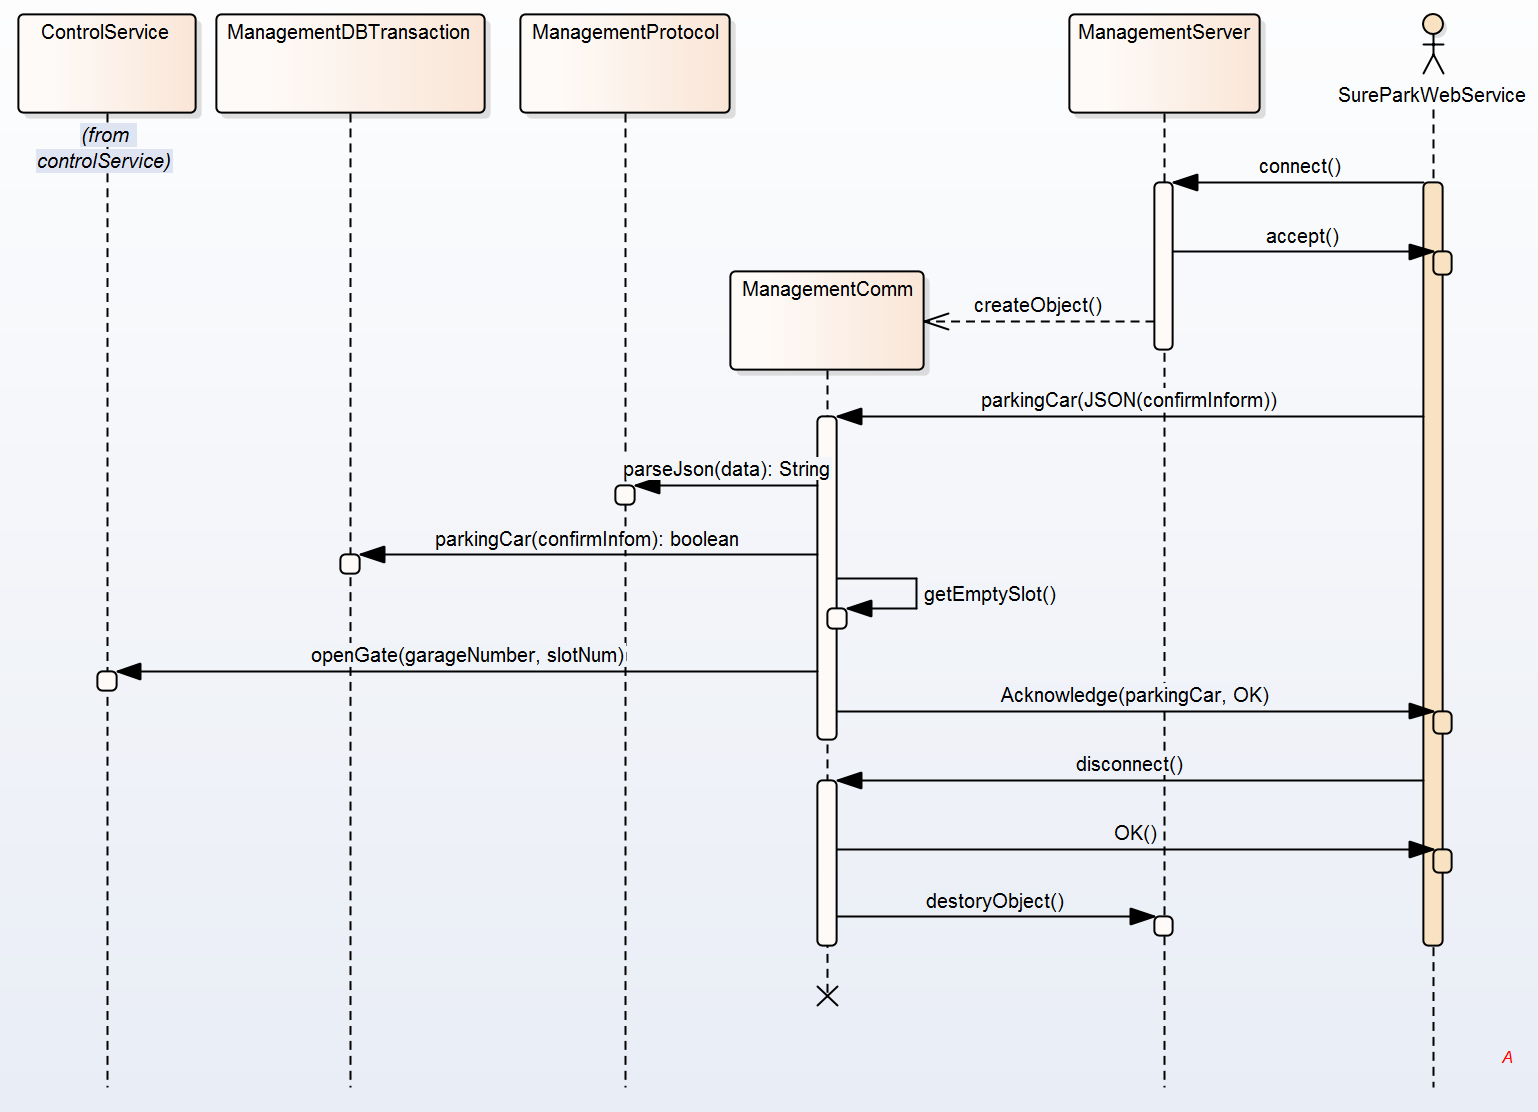 ControlService
ManagementDBTransaction
ManagementProtocol
ManagementServer
SureParkWebService
(from
controlService)
connect()
accept()
ManagementComm
createObject()
parkingCar(JSON(confirmInform))
parseJson(data): String
parkingCar(confirmInfom): boolean
getEmptySlot()
openGate(garageNumber, slotNum)
Acknowledge(parkingCar, OK)
disconnect()
OK()
destoryObject()
A